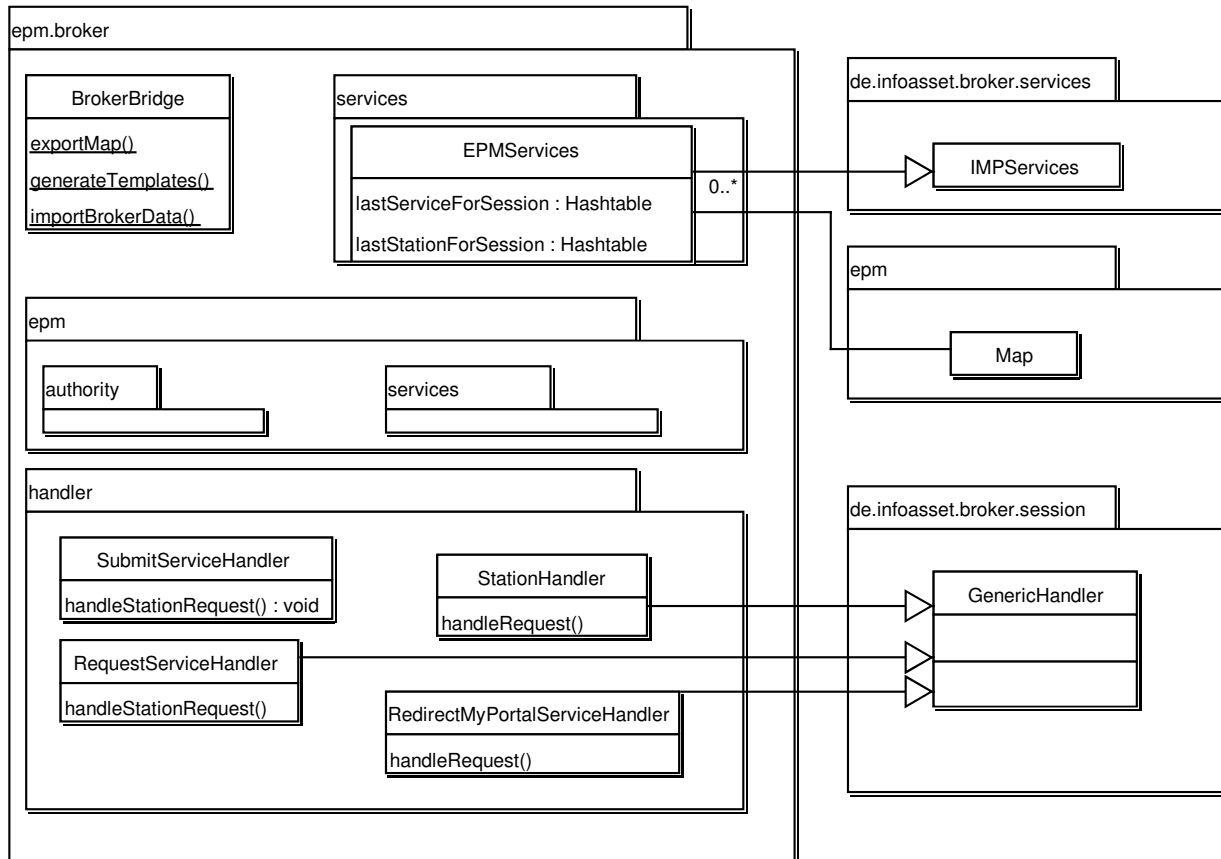 epm.broker
BrokerBridge
exportMap()
generateTemplates()
importBrokerData()
services
EPMServices
lastServiceForSession : Hashtable
lastStationForSession : Hashtable
0..*
de.infoasset.broker.services
IMPServices
epm
Map
epm
authority
services
handler
SubmitServiceHandler
handleStationRequest() : void
StationHandler
handleRequest()
RequestServiceHandler
handleStationRequest()
RedirectMyPortalServiceHandler
handleRequest()
de.infoasset.broker.session
GenericHandler